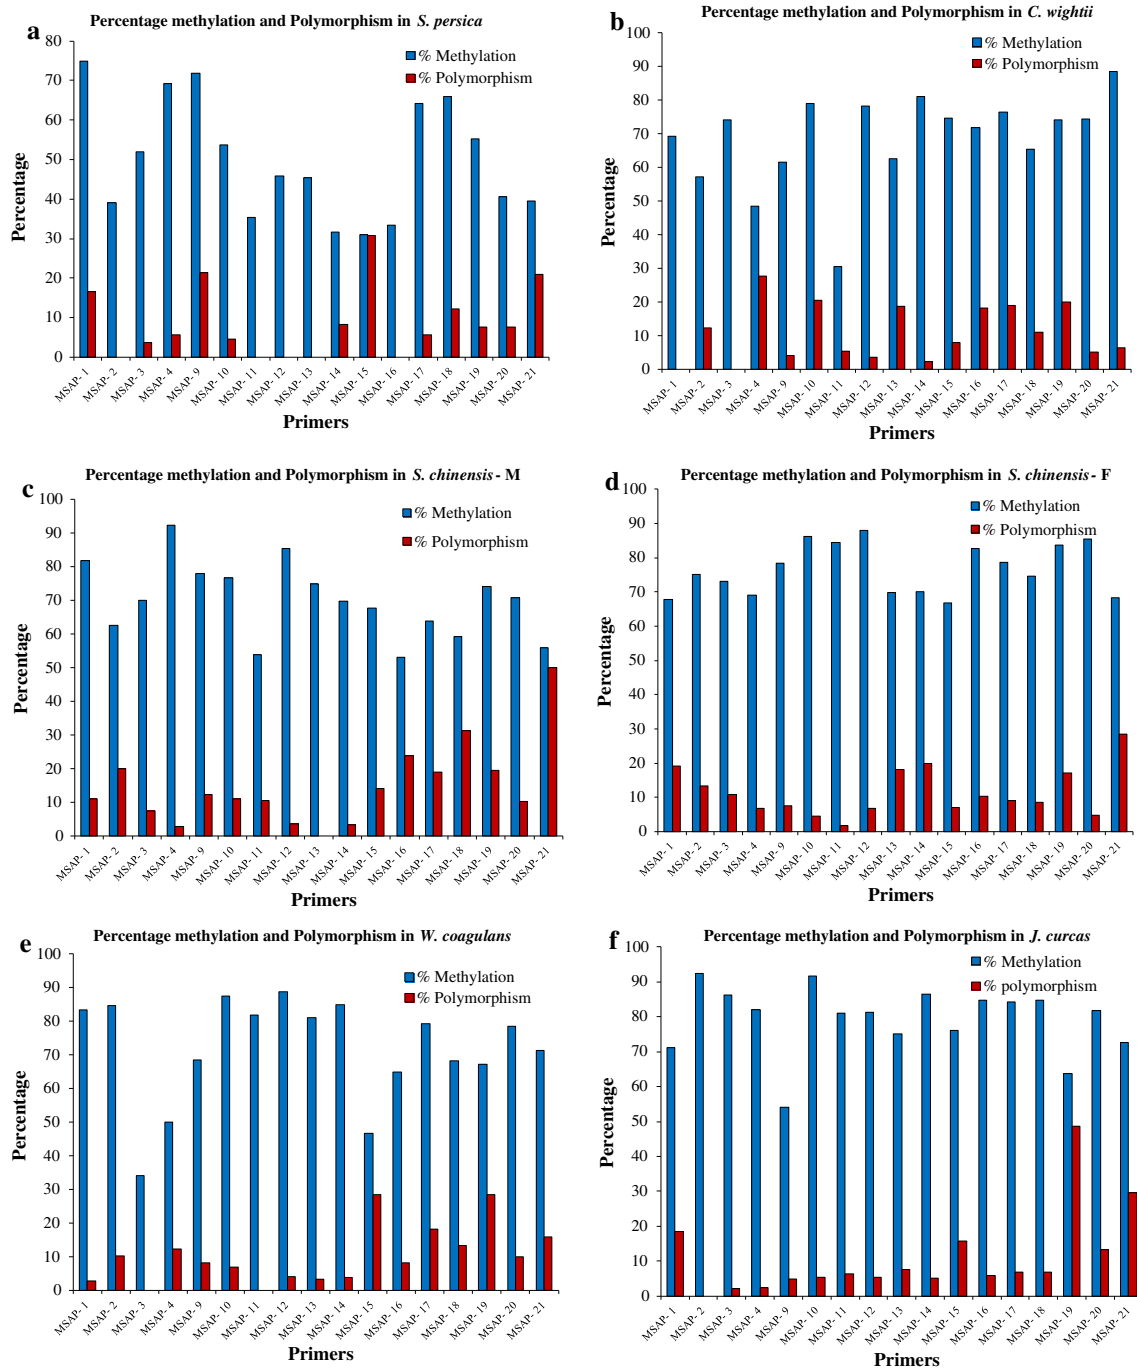 a
Percentage methylation and Polymorphism in S. persica
% Methylation
% Polymorphism
Percentage
80
70
60
50
40
30
20
10
0
MSAP- 1
MSAP- 2
MSAP- 3
MSAP- 4
MSAP- 9
MSAP- 10
MSAP- 11
MSAP- 12
MSAP- 13
MSAP- 14
MSAP- 15
MSAP- 16
MSAP- 17
MSAP- 18
MSAP- 19
MSAP- 20
MSAP- 21
Primers
b
Percentage methylation and Polymorphism in C. wightii
% Methylation
% Polymorphism
Percentage
100
90
80
70
60
50
40
30
20
10
0
MSAP- 1
MSAP- 2
MSAP- 3
MSAP- 4
MSAP- 9
MSAP- 10
MSAP- 11
MSAP- 12
MSAP- 13
MSAP- 14
MSAP- 15
MSAP- 16
MSAP- 17
MSAP- 18
MSAP- 19
MSAP- 20
MSAP- 21
Primers
c
Percentage methylation and Polymorphism in S. chinensis - M
% Methylation
% Polymorphism
Percentage
100
90
80
70
60
50
40
30
20
10
0
MSAP- 1
MSAP- 2
MSAP- 3
MSAP- 4
MSAP- 9
MSAP- 10
MSAP- 11
MSAP- 12
MSAP- 13
MSAP- 14
MSAP- 15
MSAP- 16
MSAP- 17
MSAP- 18
MSAP- 19
MSAP- 20
MSAP- 21
Primers
d
Percentage methylation and Polymorphism in S. chinensis - F
% Methylation
% Polymorphism
Percentage
100
90
80
70
60
50
40
30
20
10
0
MSAP- 1
MSAP- 2
MSAP- 3
MSAP- 4
MSAP- 9
MSAP- 10
MSAP- 11
MSAP- 12
MSAP- 13
MSAP- 14
MSAP- 15
MSAP- 16
MSAP- 17
MSAP- 18
MSAP- 19
MSAP- 20
MSAP- 21
Primers
e
Percentage methylation and Polymorphism in W. coagulans
% Methylation
% Polymorphism
Percentage
100
90
80
70
60
50
40
30
20
10
0
MSAP- 1
MSAP- 2
MSAP- 3
MSAP- 4
MSAP- 9
MSAP- 10
MSAP- 11
MSAP- 12
MSAP- 13
MSAP- 14
MSAP- 15
MSAP- 16
MSAP- 17
MSAP- 18
MSAP- 19
MSAP- 20
MSAP- 21
Primers
f
Percentage methylation and Polymorphism in J. curcas
% Methylation
% polymorphism
Percentage
100
90
80
70
60
50
40
30
20
10
0
MSAP- 1
MSAP- 2
MSAP- 3
MSAP- 4
MSAP- 9
MSAP- 10
MSAP- 11
MSAP- 12
MSAP- 13
MSAP- 14
MSAP- 15
MSAP- 16
MSAP- 17
MSAP- 18
MSAP- 19
MSAP- 20
MSAP- 21
Primers